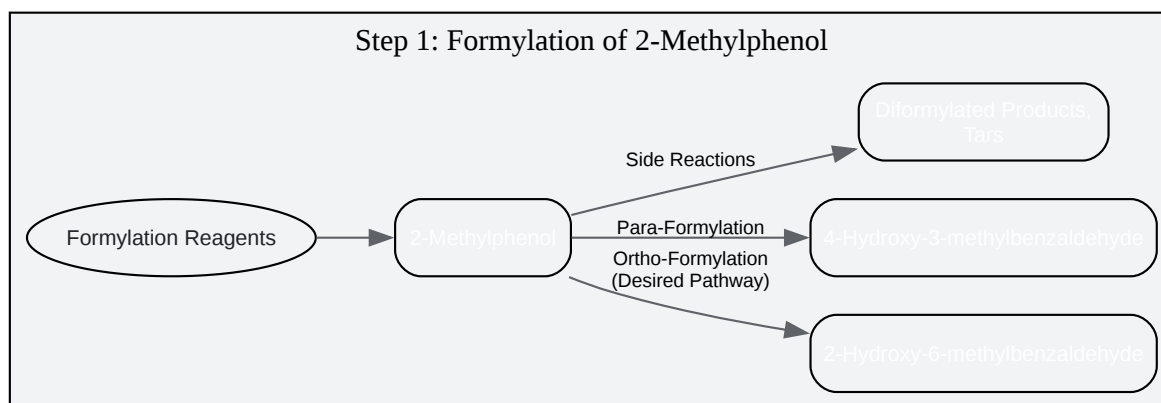 Step 1: Formylation of 2-Methylphenol
Diformylated Products,
Tars
Side Reactions
Formylation Reagents
2-Methylphenol
Para-Formylation
4-Hydroxy-3-methylbenzaldehyde
Ortho-Formylation
(Desired Pathway)
2-Hydroxy-6-methylbenzaldehyde